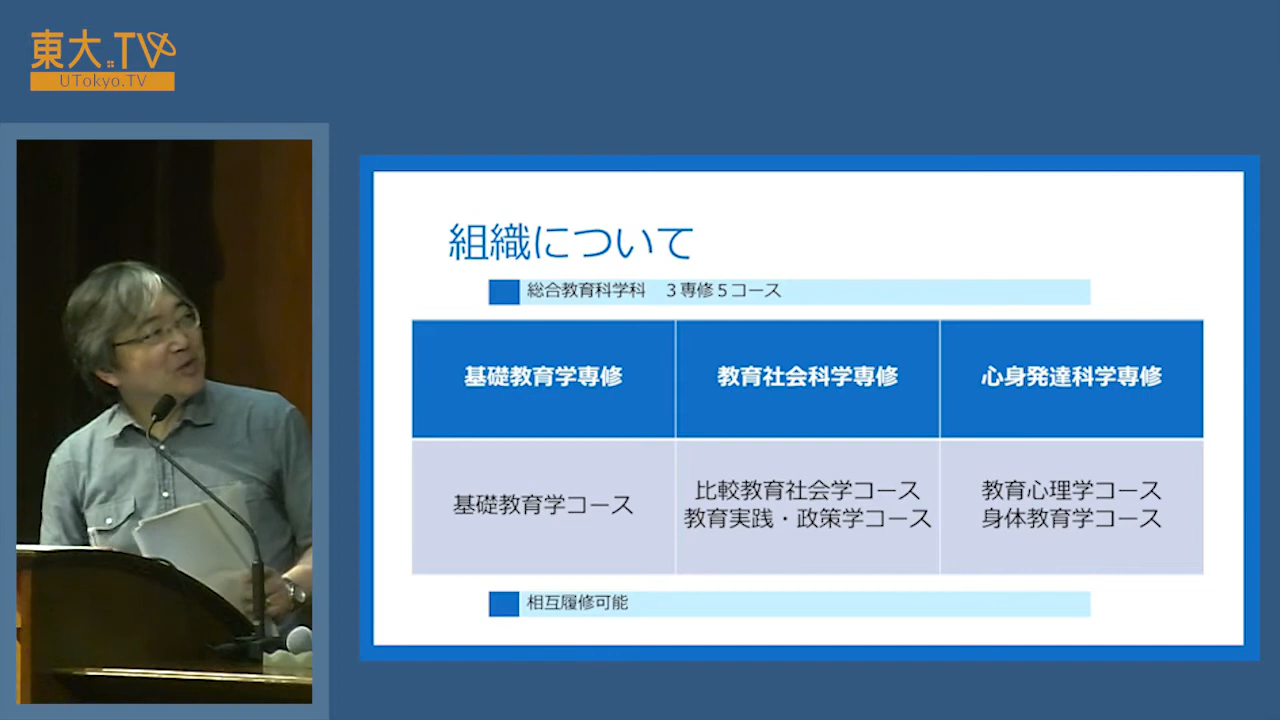 東大.TV
UTokyo.TV
組織について
総合教育科学科　３専修５コース
基礎教育学専修
教育社会科学専修
心身発達科学専修
基礎教育学コース
比較教育社会学コース
教育実践・政策学コース
教育心理学コース
身体教育学コース
相互履修可能